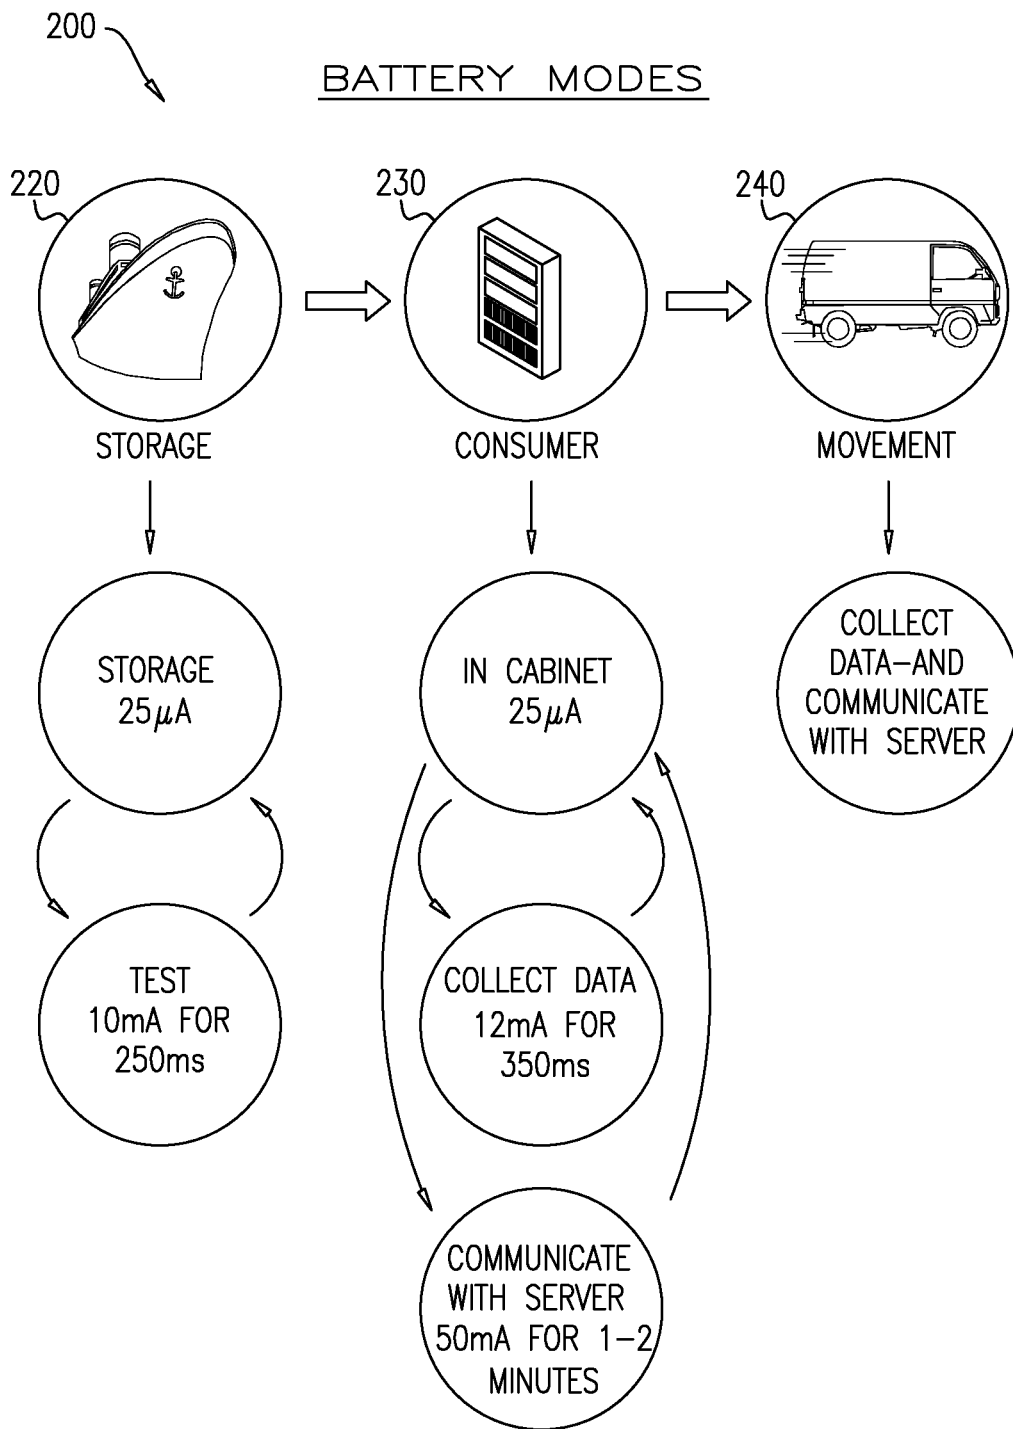 200
BATTERY MODES
220
230
240
STORAGE
CONSUMER
MOVEMENT
STORAGE
25μA
IN CABINET
25μA
COLLECT
DATA–AND
COMMUNICATE
WITH SERVER
TEST
10mA FOR
250ms
COLLECT DATA
12mA FOR
350ms
COMMUNICATE
WITH SERVER
50mA FOR 1–2
MINUTES